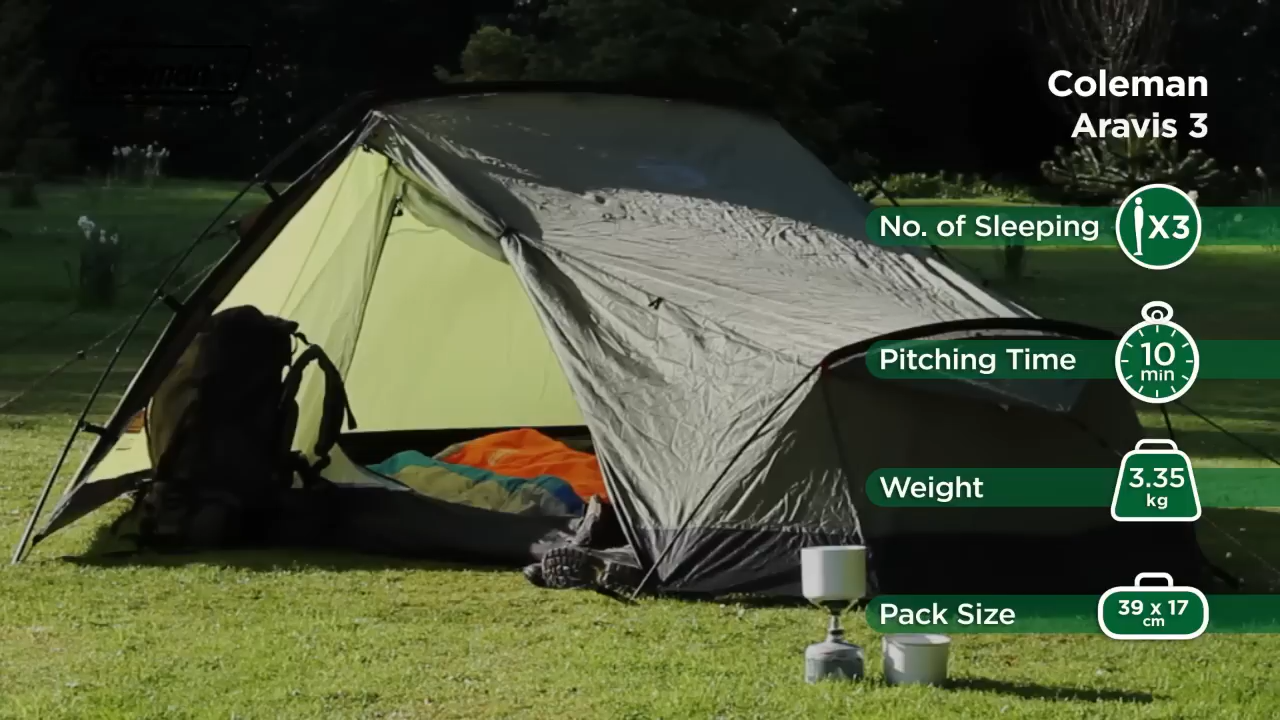 Coleman
Aravis 3
No. of Sleeping
X3
Pitching Time
10
min
Weight
3.35
kg
Pack Size
39 x 17
cm